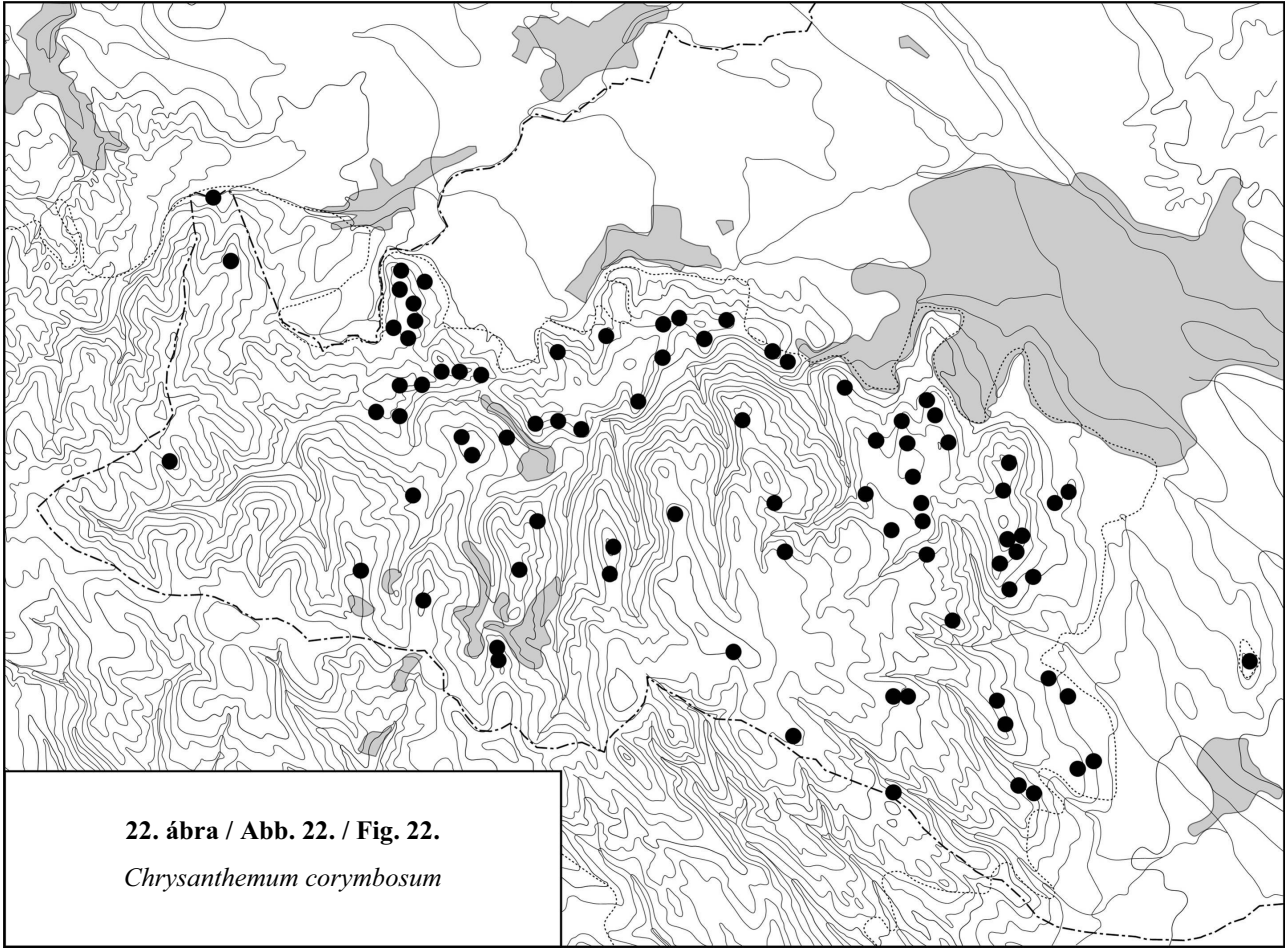 22. ábra / Abb. 22. / Fig. 22.
Chrysanthemum corymbosum